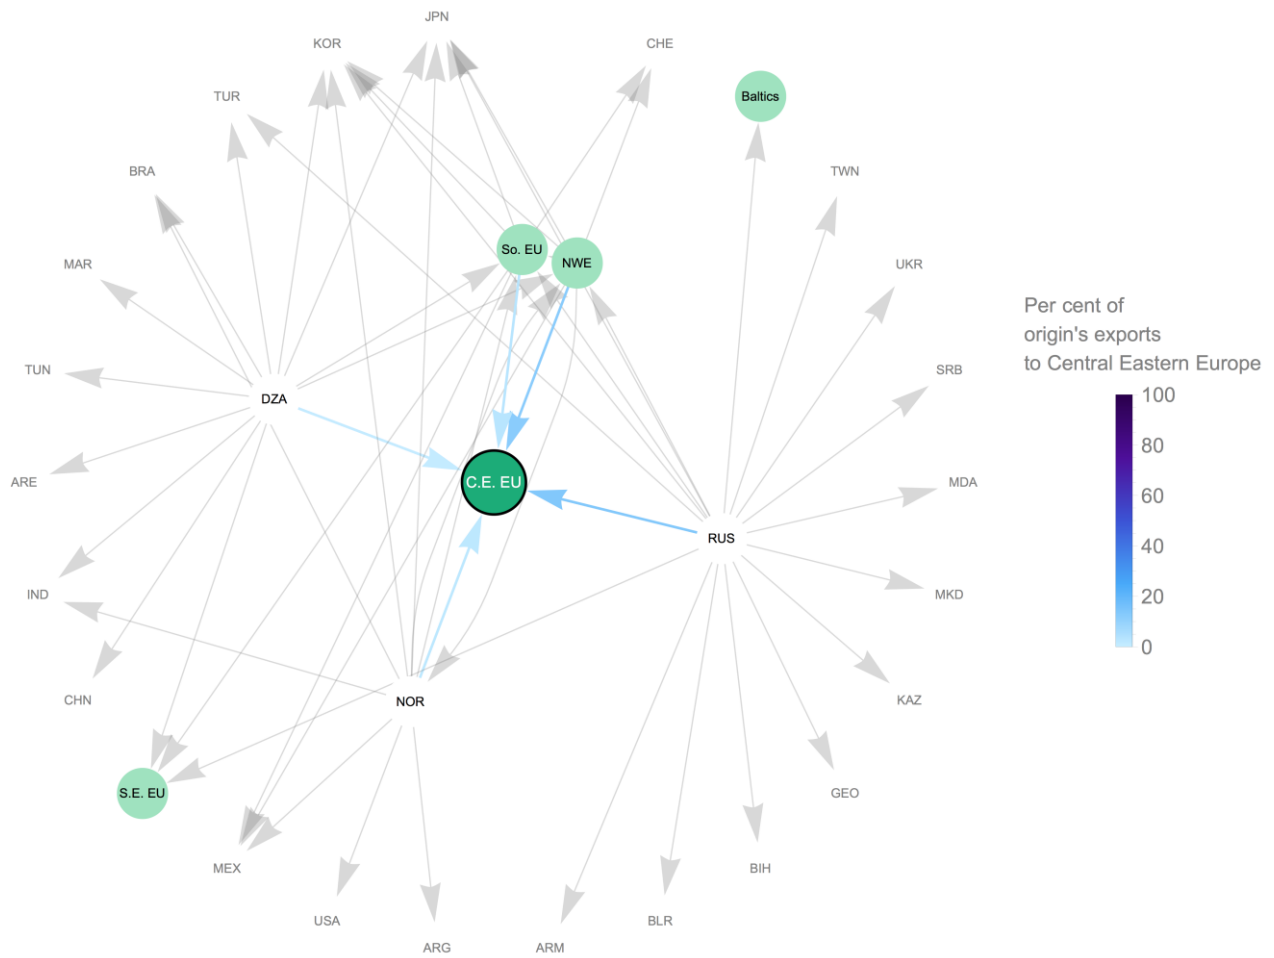 JPN
KOR
CHE
TUR
Baltics
BRA
TWN
So. EU
NWE
MAR
UKR
Per cent of
origin's exports
to Central Eastern Europe
TUN
SRB
DZA
100
80
60
40
20
0
ARE
C.E. EU
MDA
RUS
IND
MKD
CHN
NOR
KAZ
S.E. EU
GEO
MEX
BIH
USA
BLR
ARG
ARM